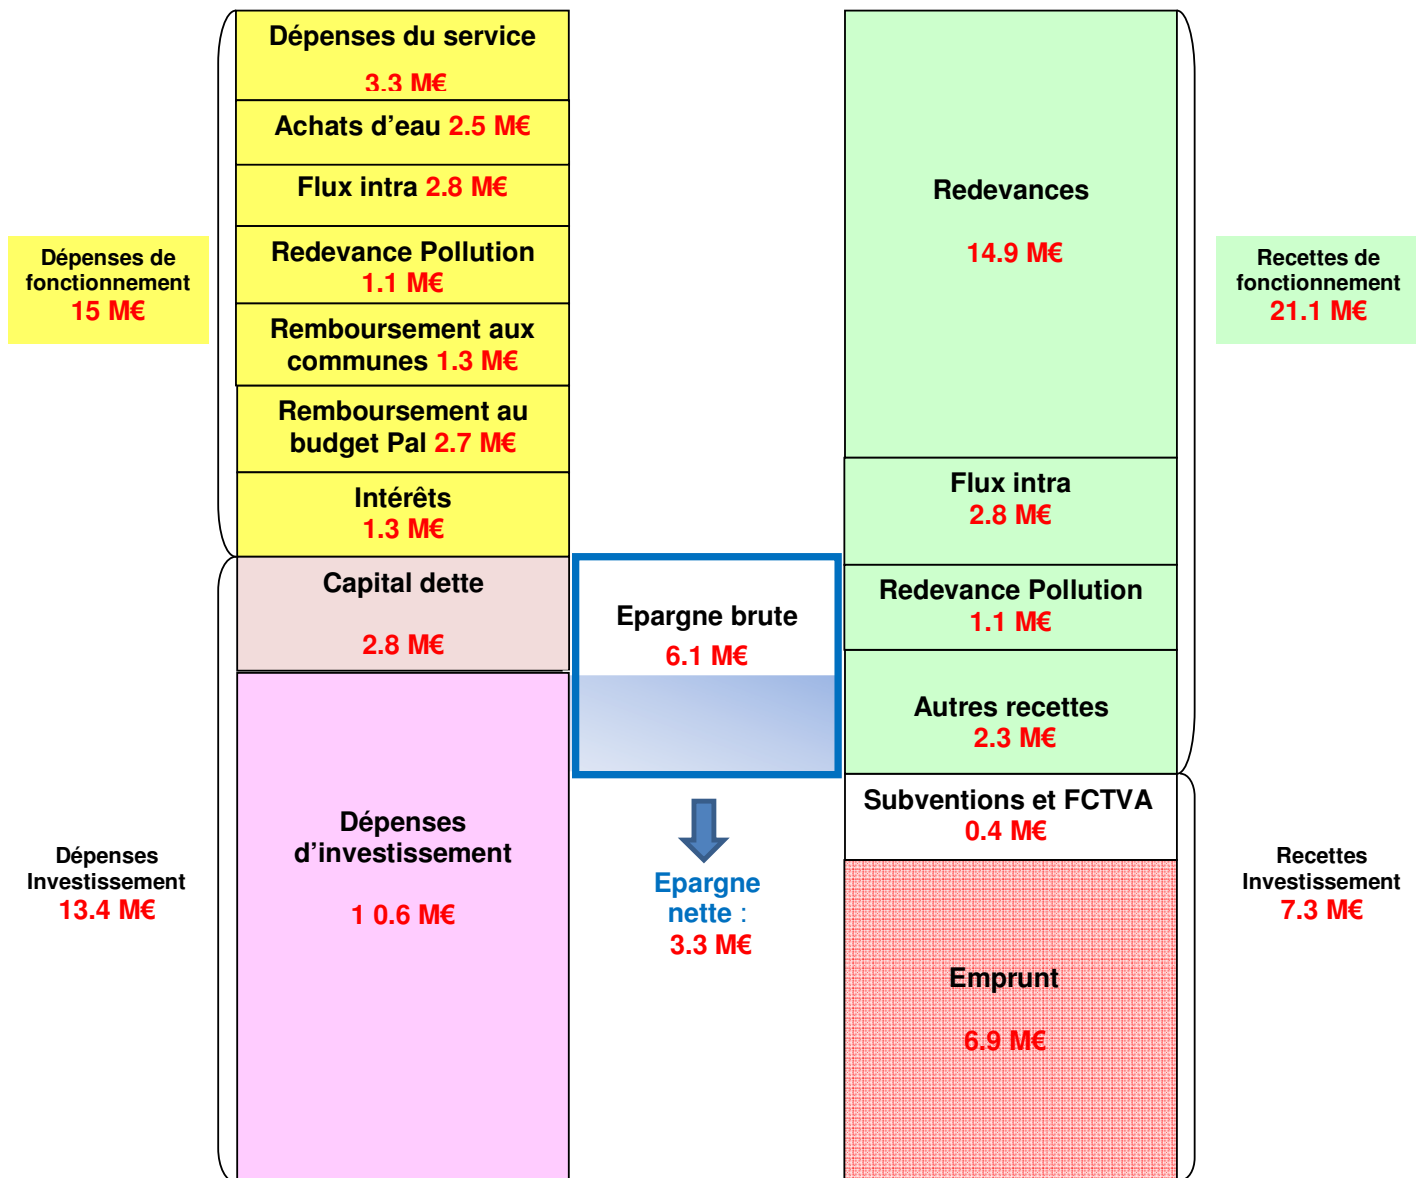 Dépenses du service
3.3 M€
Achats d'eau 2.5 M€
Flux intra 2.8 M€
Redevance Pollution
1.1 M€
Remboursement aux
communes 1.3 M€
Remboursement au
budget Pal 2.7 M€
Intérêts
1.3 M€
Dépenses de
fonctionnement
15 M€
Capital dette
2.8 M€
Dépenses
d'investissement
1 0.6 M€
Dépenses
Investissement
13.4 M€
Epargne brute
6.1 M€
Epargne
nette :
3.3 M€
Redevances
14.9 M€
Flux intra
2.8 M€
Redevance Pollution
1.1 M€
Autres recettes
2.3 M€
Recettes de
fonctionnement
21.1 M€
Subventions et FCTVA
0.4 M€
Emprunt
6.9 M€
Recettes
Investissement
7.3 M€